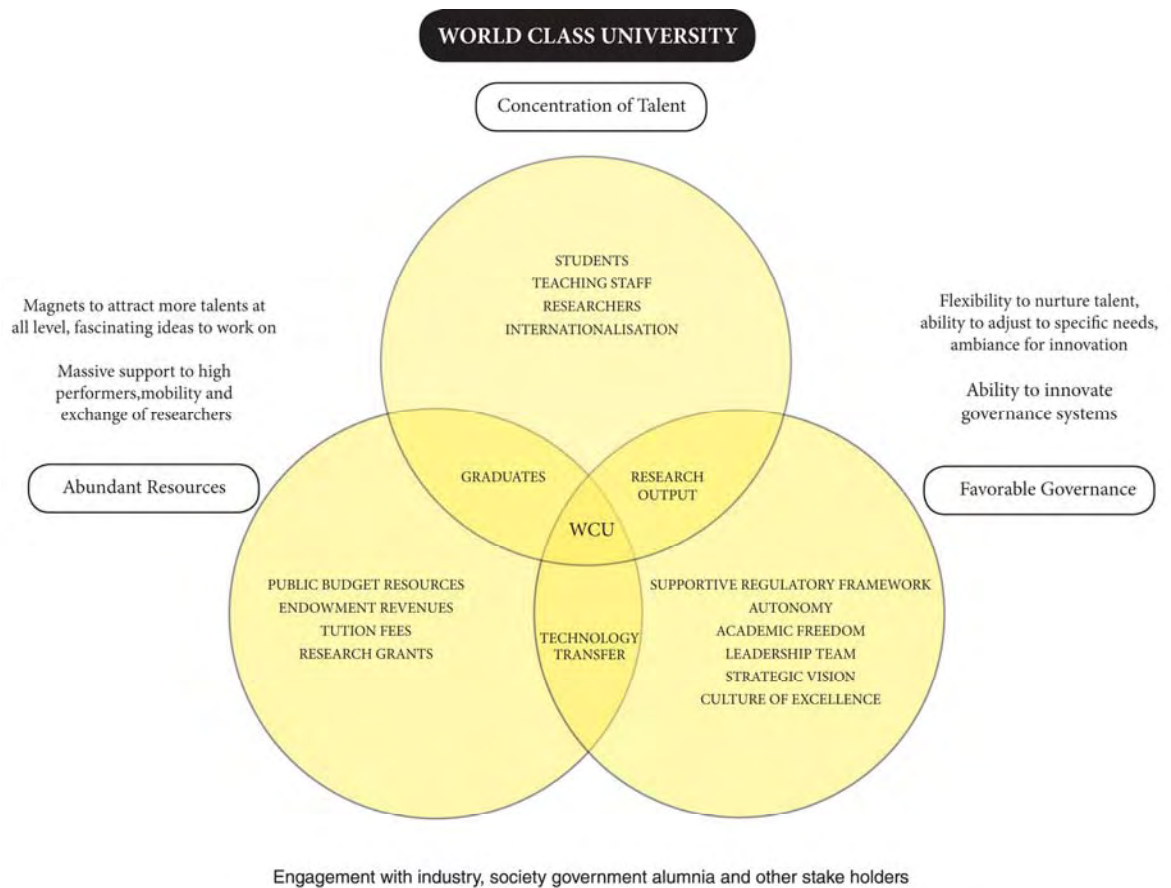 WORLD CLASS UNIVERSITY
Concentration of Talent
STUDENTS
TEACHING STAFF
RESEARCHERS
INTERNATIONALISATION
Magnets to attract more talents at
all level, fascinating ideas to work on
Massive support to high
performers,mobility and
exchange of researchers
Abundant Resources
Flexibility to nurture talent,
ability to adjust to specific needs,
ambiance for innovation
Ability to innovate
governance systems
Favorable Governance
GRADUATES
RESEARCH
OUTPUT
WCU
PUBLIC BUDGET RESOURCES
ENDOWMENT REVENUES
TUTION FEES
RESEARCH GRANTS
TECHNOLOGY
TRANSFER
SUPPORTIVE REGULATORY FRAMEWORK
AUTONOMY
ACADEMIC FREEDOM
LEADERSHIP TEAM
STRATEGIC VISION
CULTURE OF EXCELLENCE
Engagement with industry, society government alumnia and other stake holders